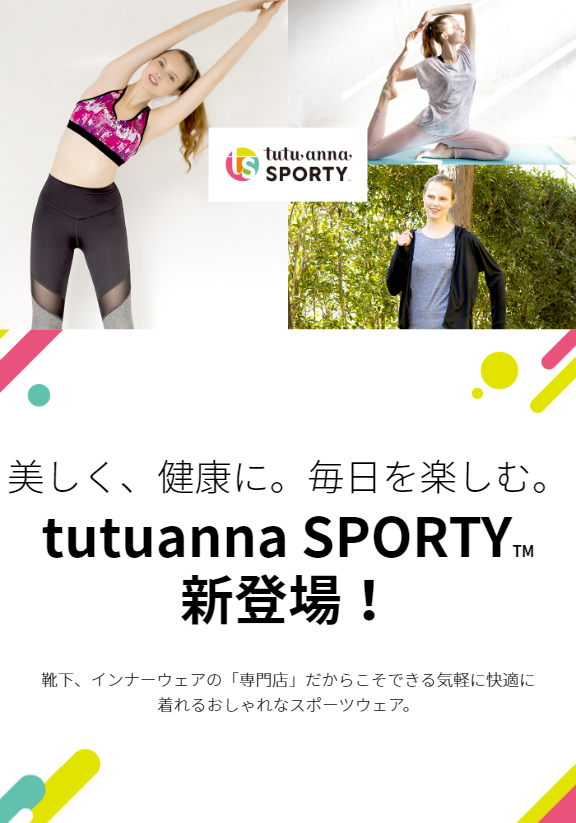 ts
tutu anna
SPORTY
美しく、健康に。毎日を楽しむ。
tutuanna SPORTY™
新登場！
靴下、インナーウェアの「専門店」だからこそできる気軽に快適に
着れるおしゃれなスポーツウェア。